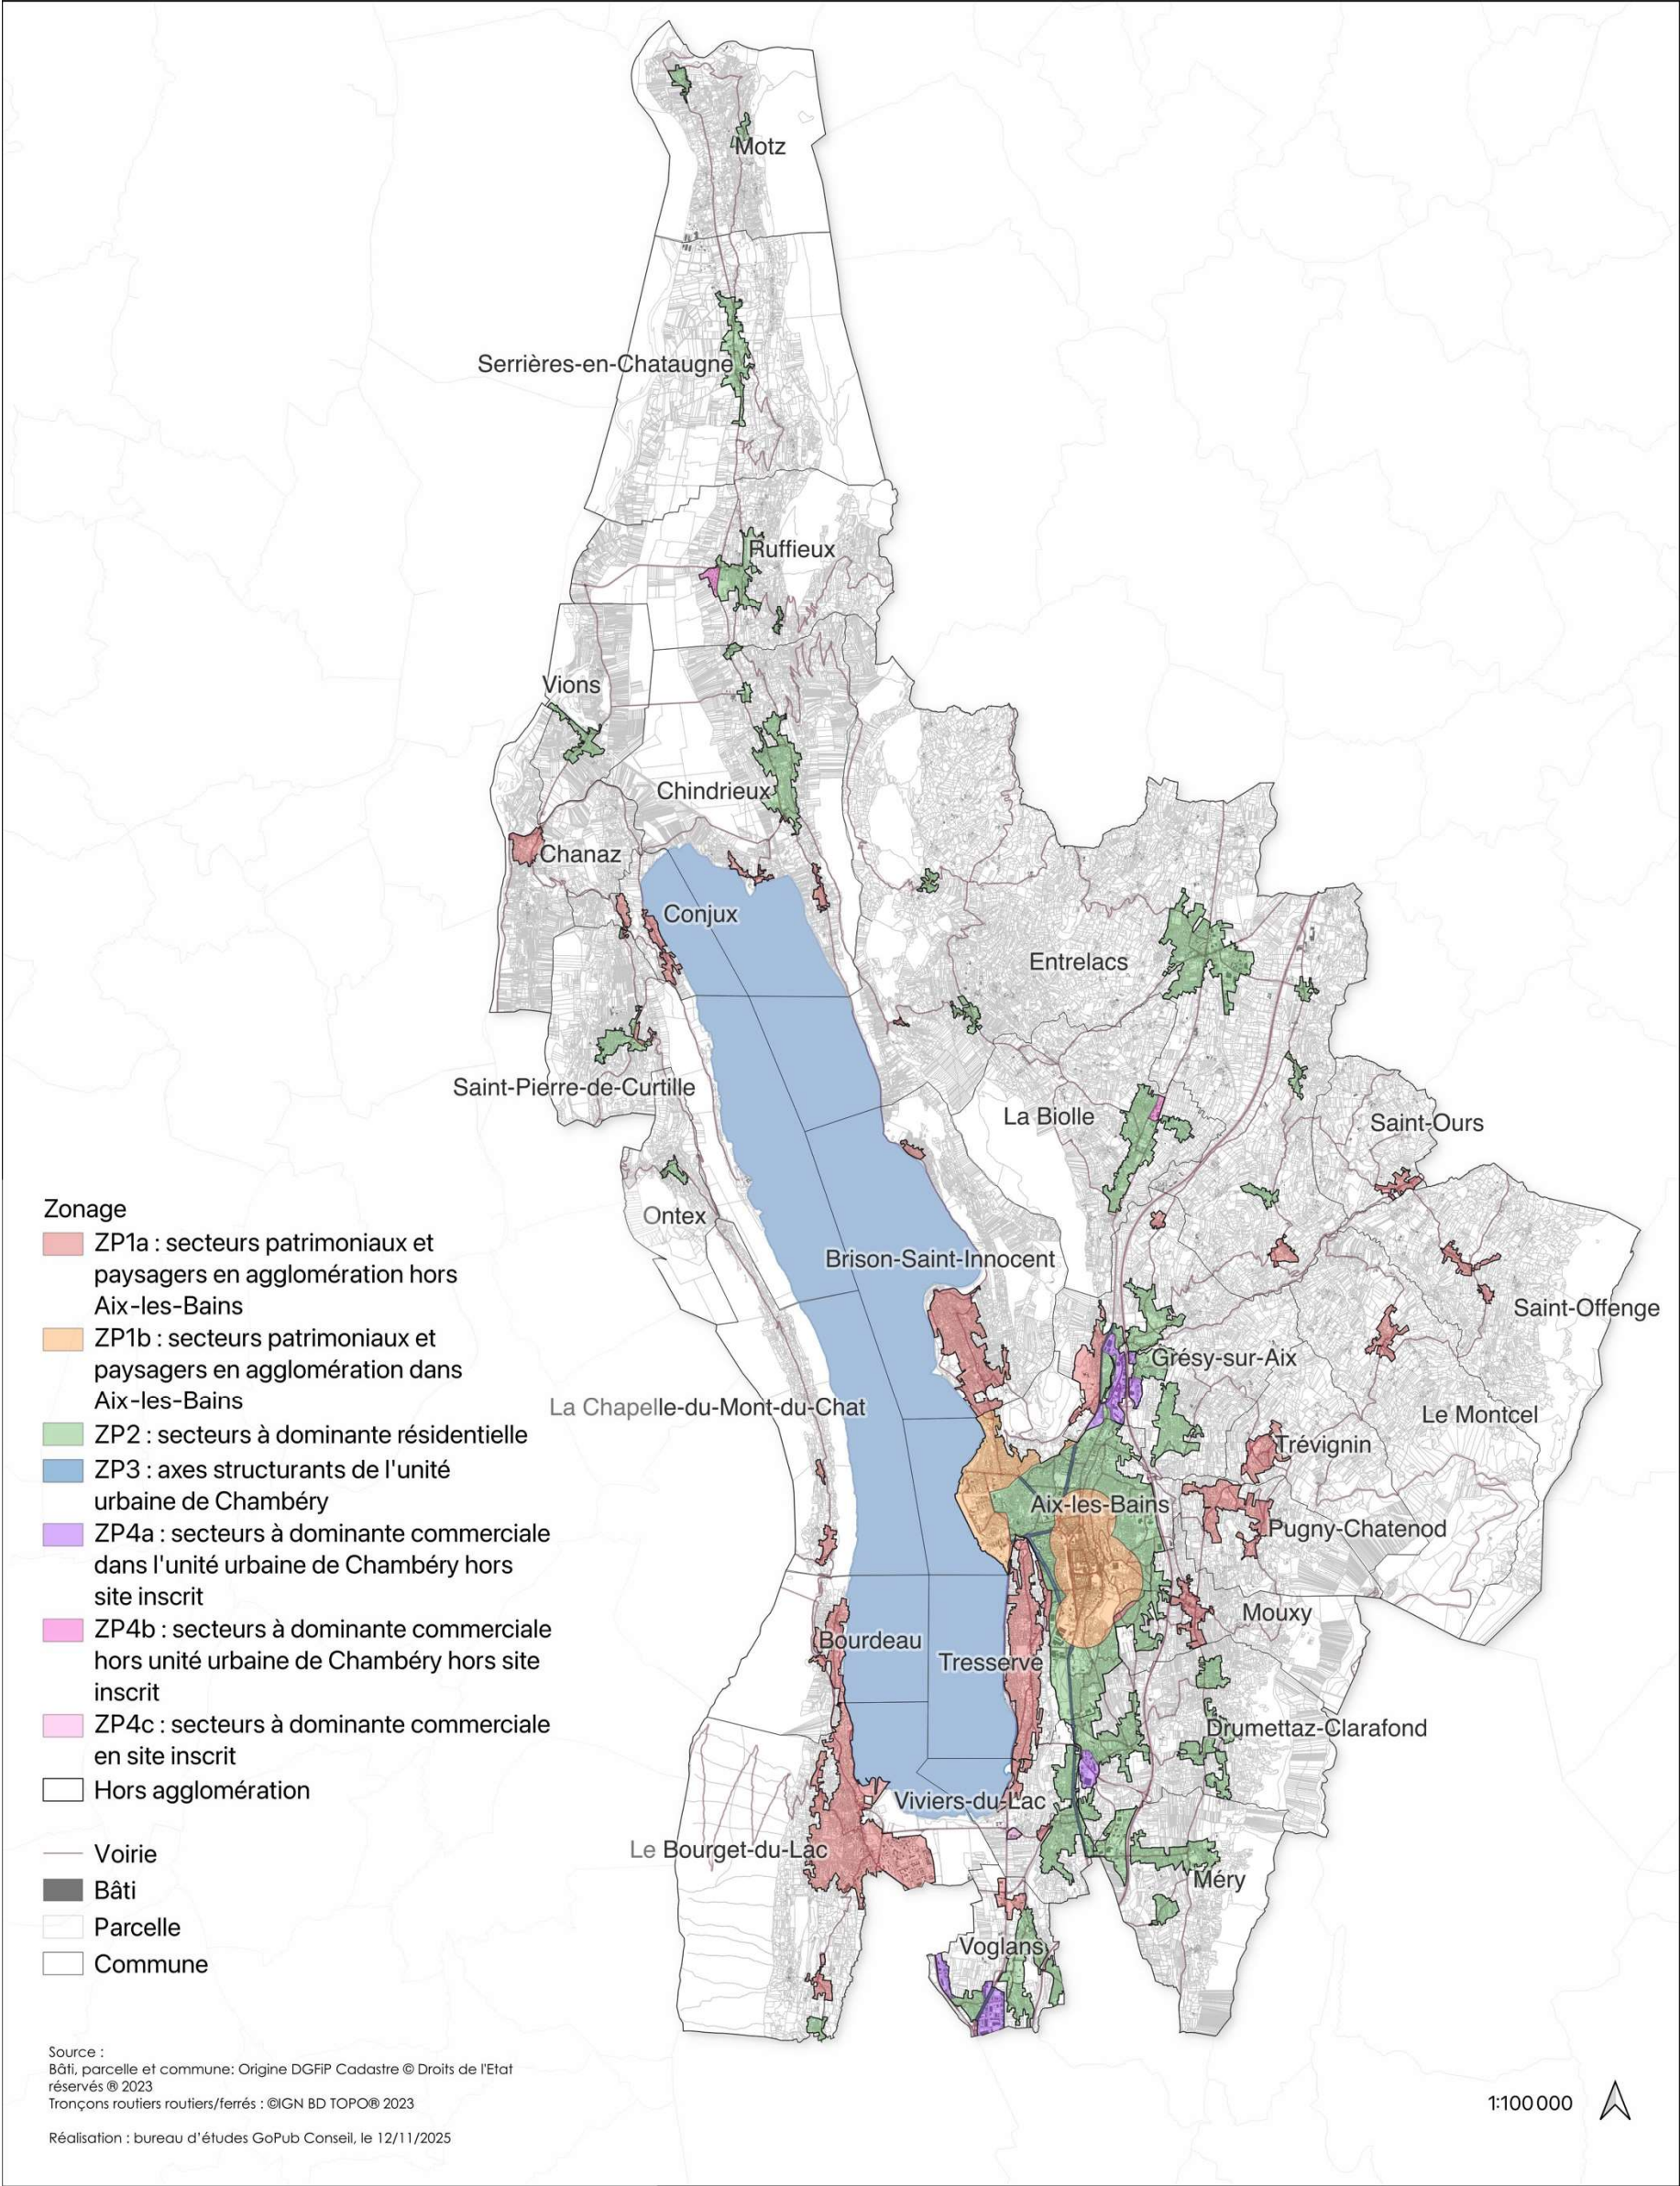 Motz
Serrières-en-Chataugne
Ruffieux
Vions
Chindrieux
Chanaz
Conjux
Entrelacs
Saint-Pierre-de-Curtille
La Biolle
Saint-Ours
Ontex
Brison-Saint-Innocent
Saint-Offenge
Grésy-sur-Aix
La Chapelle-du-Mont-du-Chat
Le Montcel
Trévignin
Aix-les-Bains
Pugny-Chatenod
Mouxy
Bourdeau
Tresserve
Drumettaz-Clarafond
Viviers-du-Lac
Le Bourget-du-Lac
Méry
Voglans
Zonage
ZP1a : secteurs patrimoniaux et
paysagers en agglomération hors
Aix-les-Bains
ZP1b : secteurs patrimoniaux et
paysagers en agglomération dans
Aix-les-Bains
ZP2 : secteurs à dominante résidentielle
ZP3 : axes structurants de l'unité
urbaine de Chambéry
ZP4a : secteurs à dominante commerciale
dans l'unité urbaine de Chambéry hors
site inscrit
ZP4b : secteurs à dominante commerciale
hors unité urbaine de Chambéry hors site
inscrit
ZP4c : secteurs à dominante commerciale
en site inscrit
Hors agglomération
Voirie
Bâti
Parcelle
Commune
Source :
Bâti, parcelle et commune: Origine DGFiP Cadastre © Droits de l'Etat
réservés ® 2023
Tronçons routiers routiers/ferrés : ©IGN BD TOPO® 2023
Réalisation : bureau d'études GoPub Conseil, le 12/11/2025
1:100 000